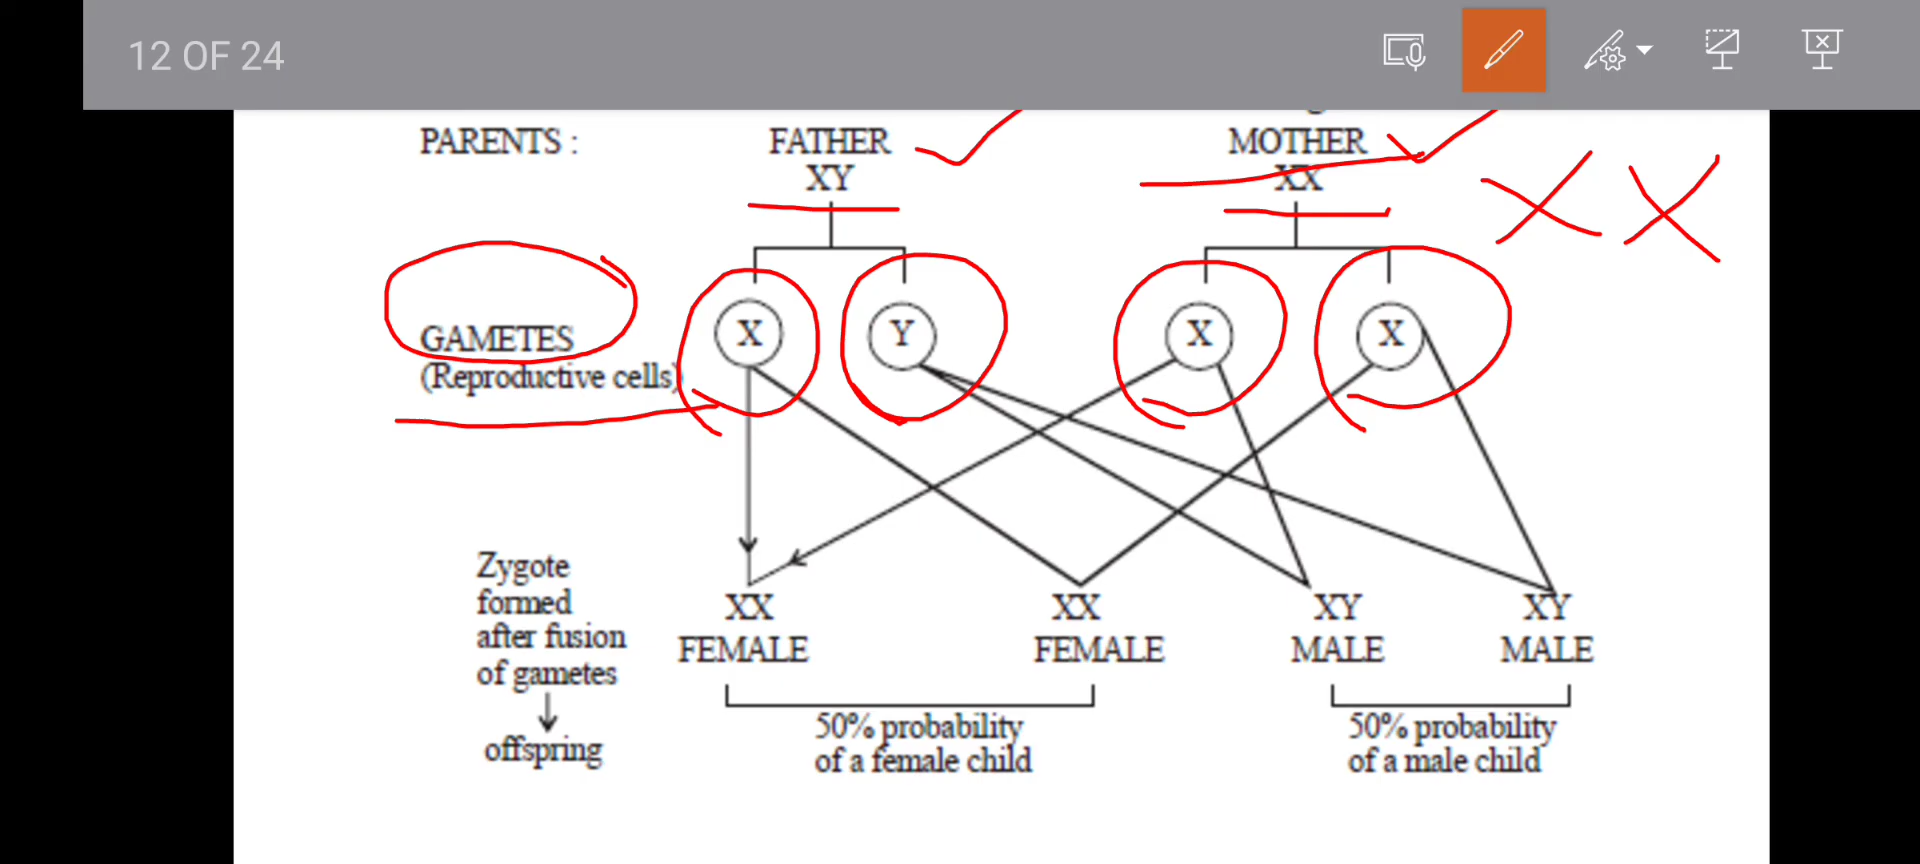 12 OF 24
PARENTS : FATHER MOTHER
XY XX X X
GAMETES X Y X X
(Reproductive cells)
Zygote
formed
after fusion
of gametes
offspring
XX XX XY XY
FEMALE FEMALE MALE MALE
50% probability 50% probability
of a female child of a male child